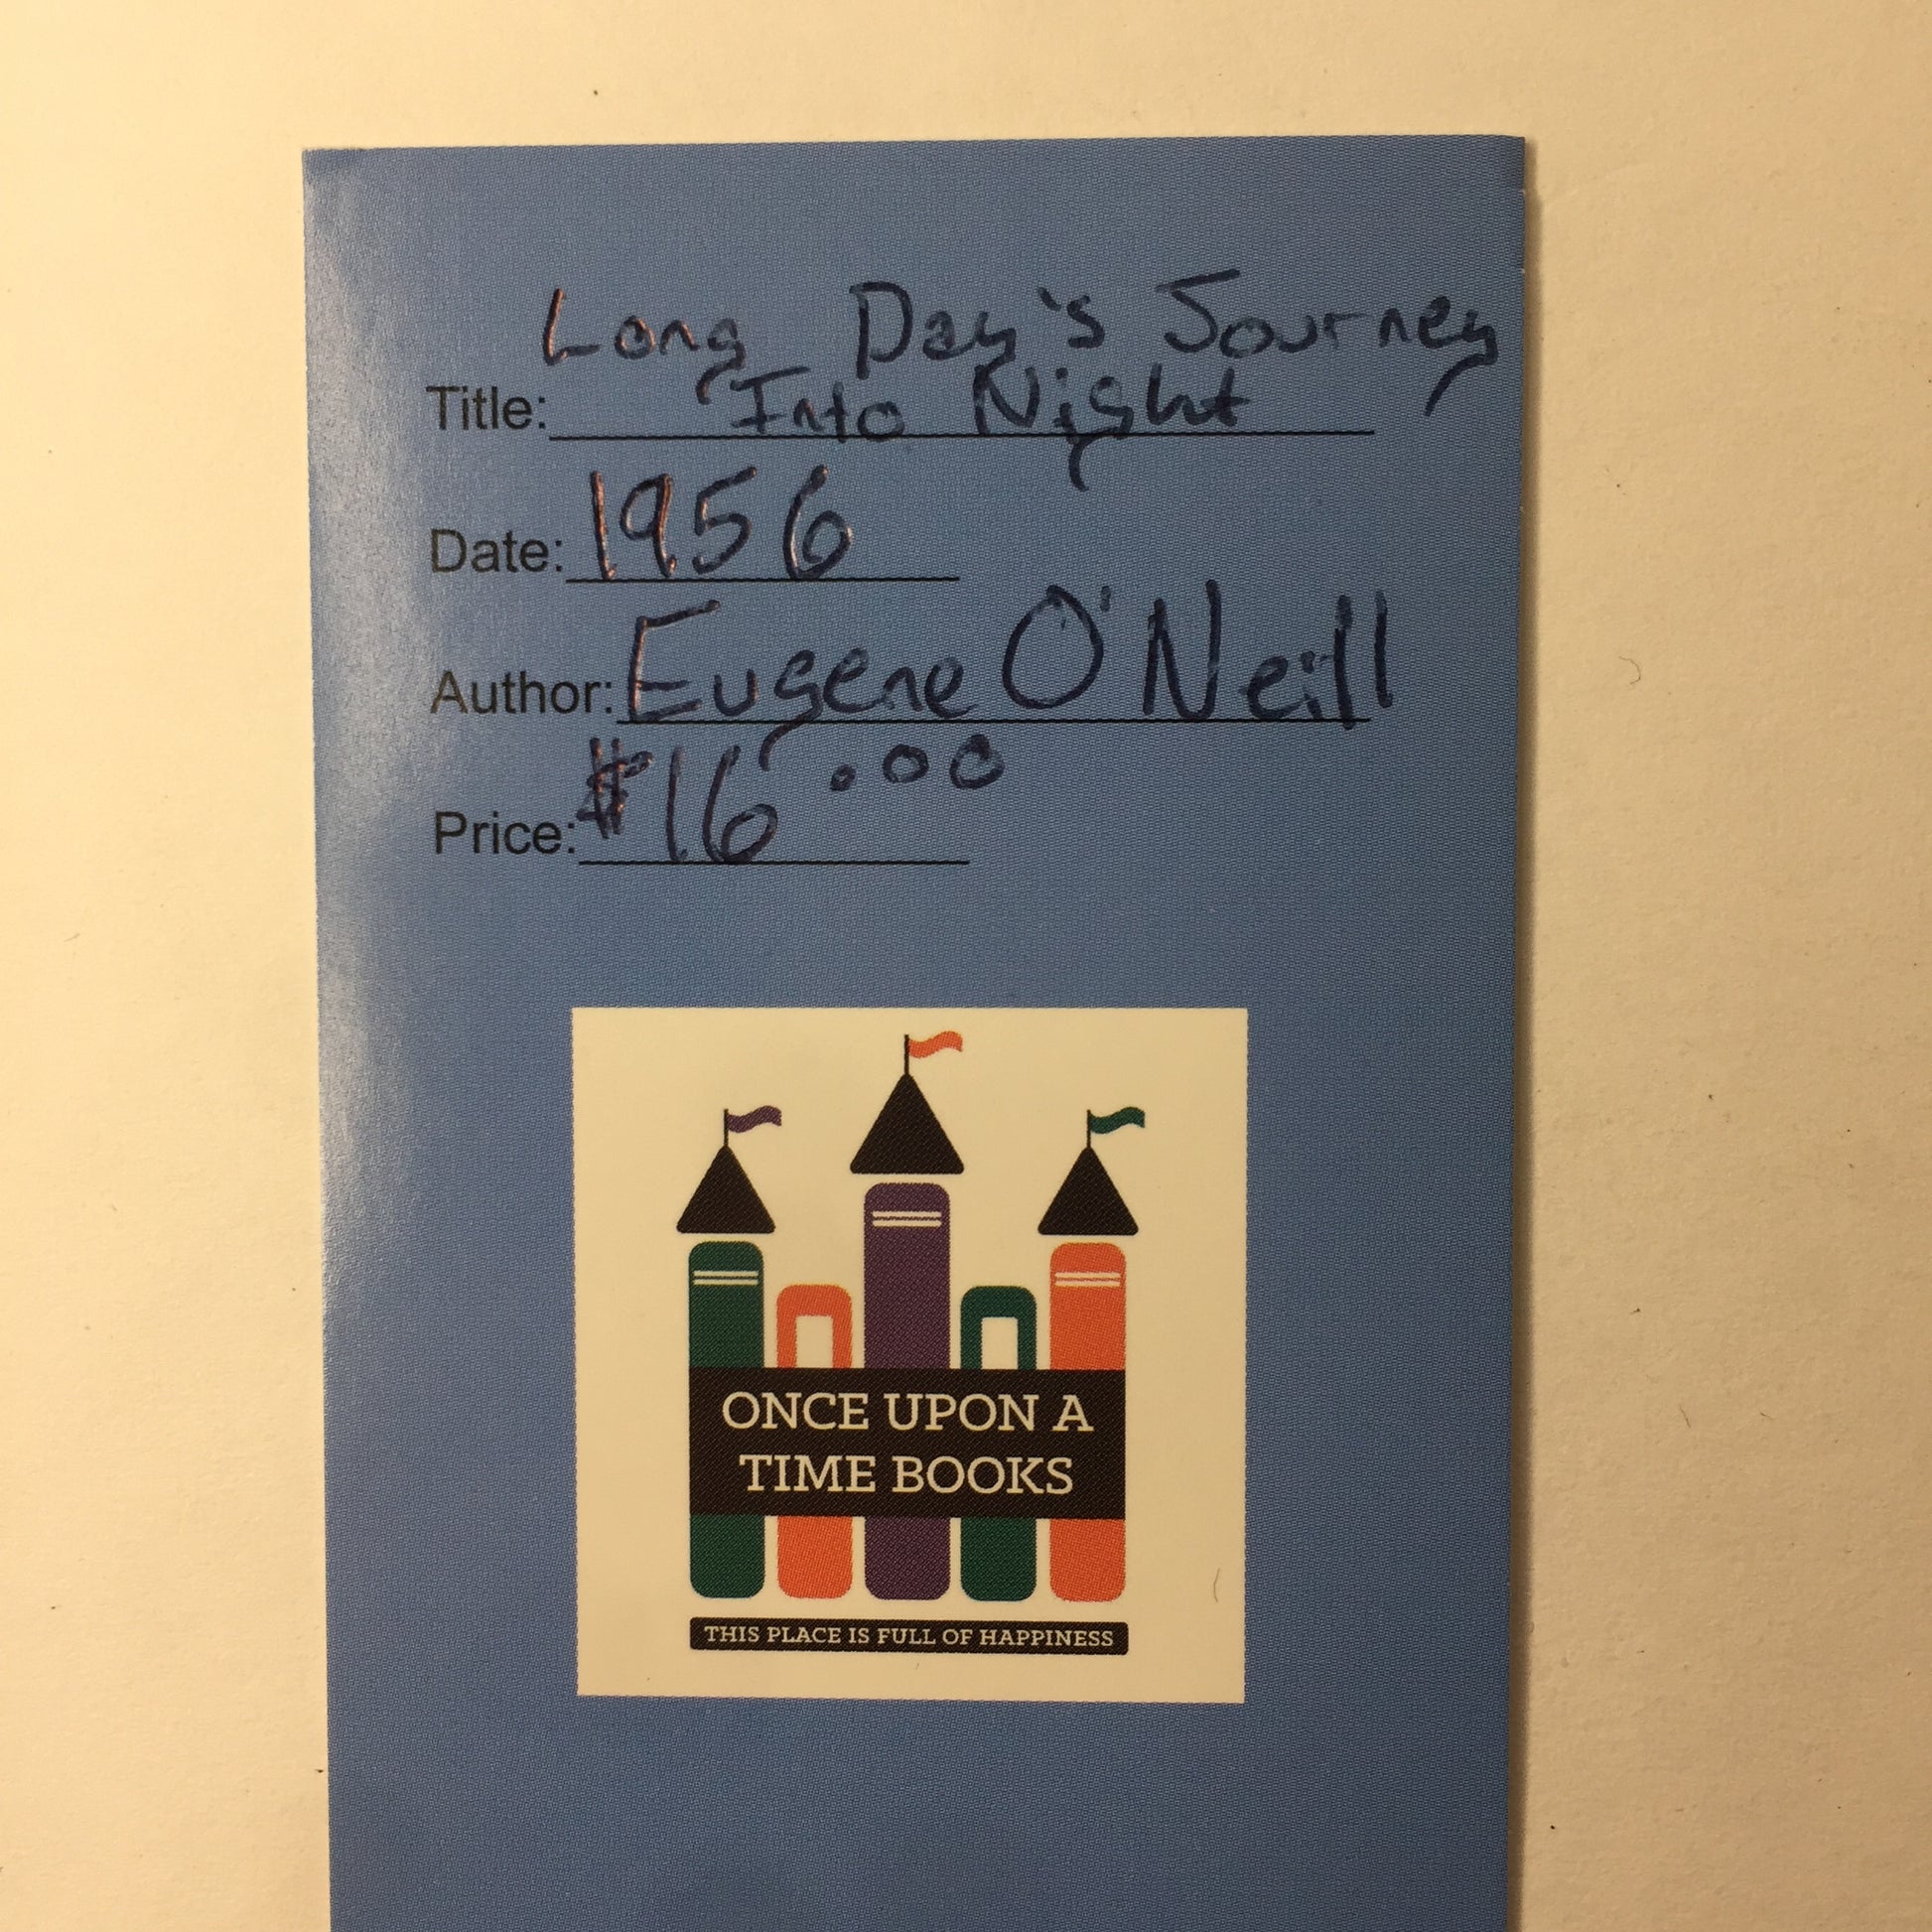 Long Day's Journey
Title: Into Night
Date: 1956
Author: Eugene O'Neill
Price: $16.00
ONCE UPON A
TIME BOOKS
THIS PLACE IS FULL OF HAPPINESS